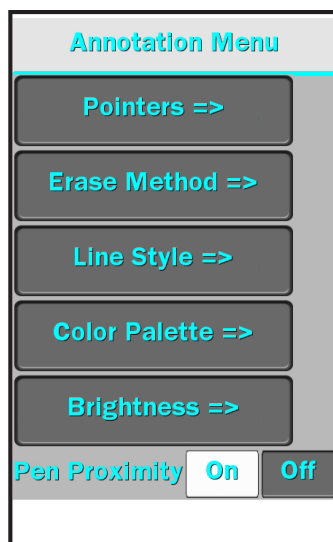 Annotation Menu
Pointers =>
Erase Method =>
Line Style =>
Color Palette =>
Brightness =>
Pen Proximity On Off